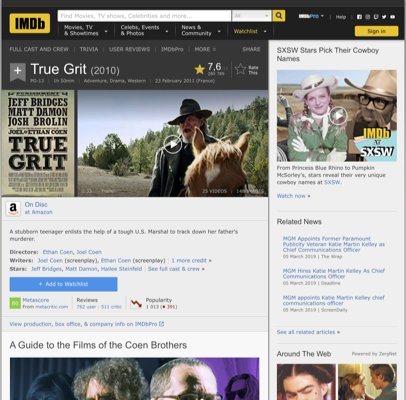 IMDb
Find Movies, TV shows, Celebrities and more...
All
Movies, TV
& Showtimes
Celebs, Events
& Photos
News &
Community
Watchlist
IMDbPro
Help
Sign in
FULL CAST AND CREW | TRIVIA | USER REVIEWS | IMDbPro | MORE
SHARE
True Grit (2010)
7,6
Rate
This
PG-13 | 1h 50min | Adventure, Drama, Western | 23 February 2011 (France)
JEFF BRIDGES
MATT DAMON
JOSH BROLIN
JOEL & ETHAN COEN
TRUE
GRIT
25 VIDEOS
On Disc
at Amazon
A stubborn teenager enlists the help of a tough U.S. Marshal to track down her father's
murderer.
Directors: Ethan Coen, Joel Coen
Writers: Joel Coen (screenplay), Ethan Coen (screenplay) | 1 more credit »
Stars: Jeff Bridges, Matt Damon, Hailee Steinfeld | See full cast & crew »
+ Add to Watchlist
80
Metascore
From metacritic.com
Reviews
762 user | 511 critic
Popularity
1 013
View production, box office, & company info on IMDbPro
A Guide to the Films of the Coen Brothers
SXSW Stars Pick Their Cowboy
Names
IMDb
at
SXSW
From Princess Blue Rhino to Pumpkin
McSorley's, stars reveal their very
unique cowboy names at SXSW.
Watch now »
Related News
MGM Appoints Former Paramount
Publicity Veteran Katie Martin Kelley as
Chief Communications Officer
05 March 2019 | The Wrap
MGM Hires Katie Martin Kelley As Chief
Communications Officer
05 March 2019 | Deadline
MGM appoints Katie Martin Kelley chief
communications officer
05 March 2019 | ScreenDaily
See all related articles »
Around The Web
Powered by ZergNet